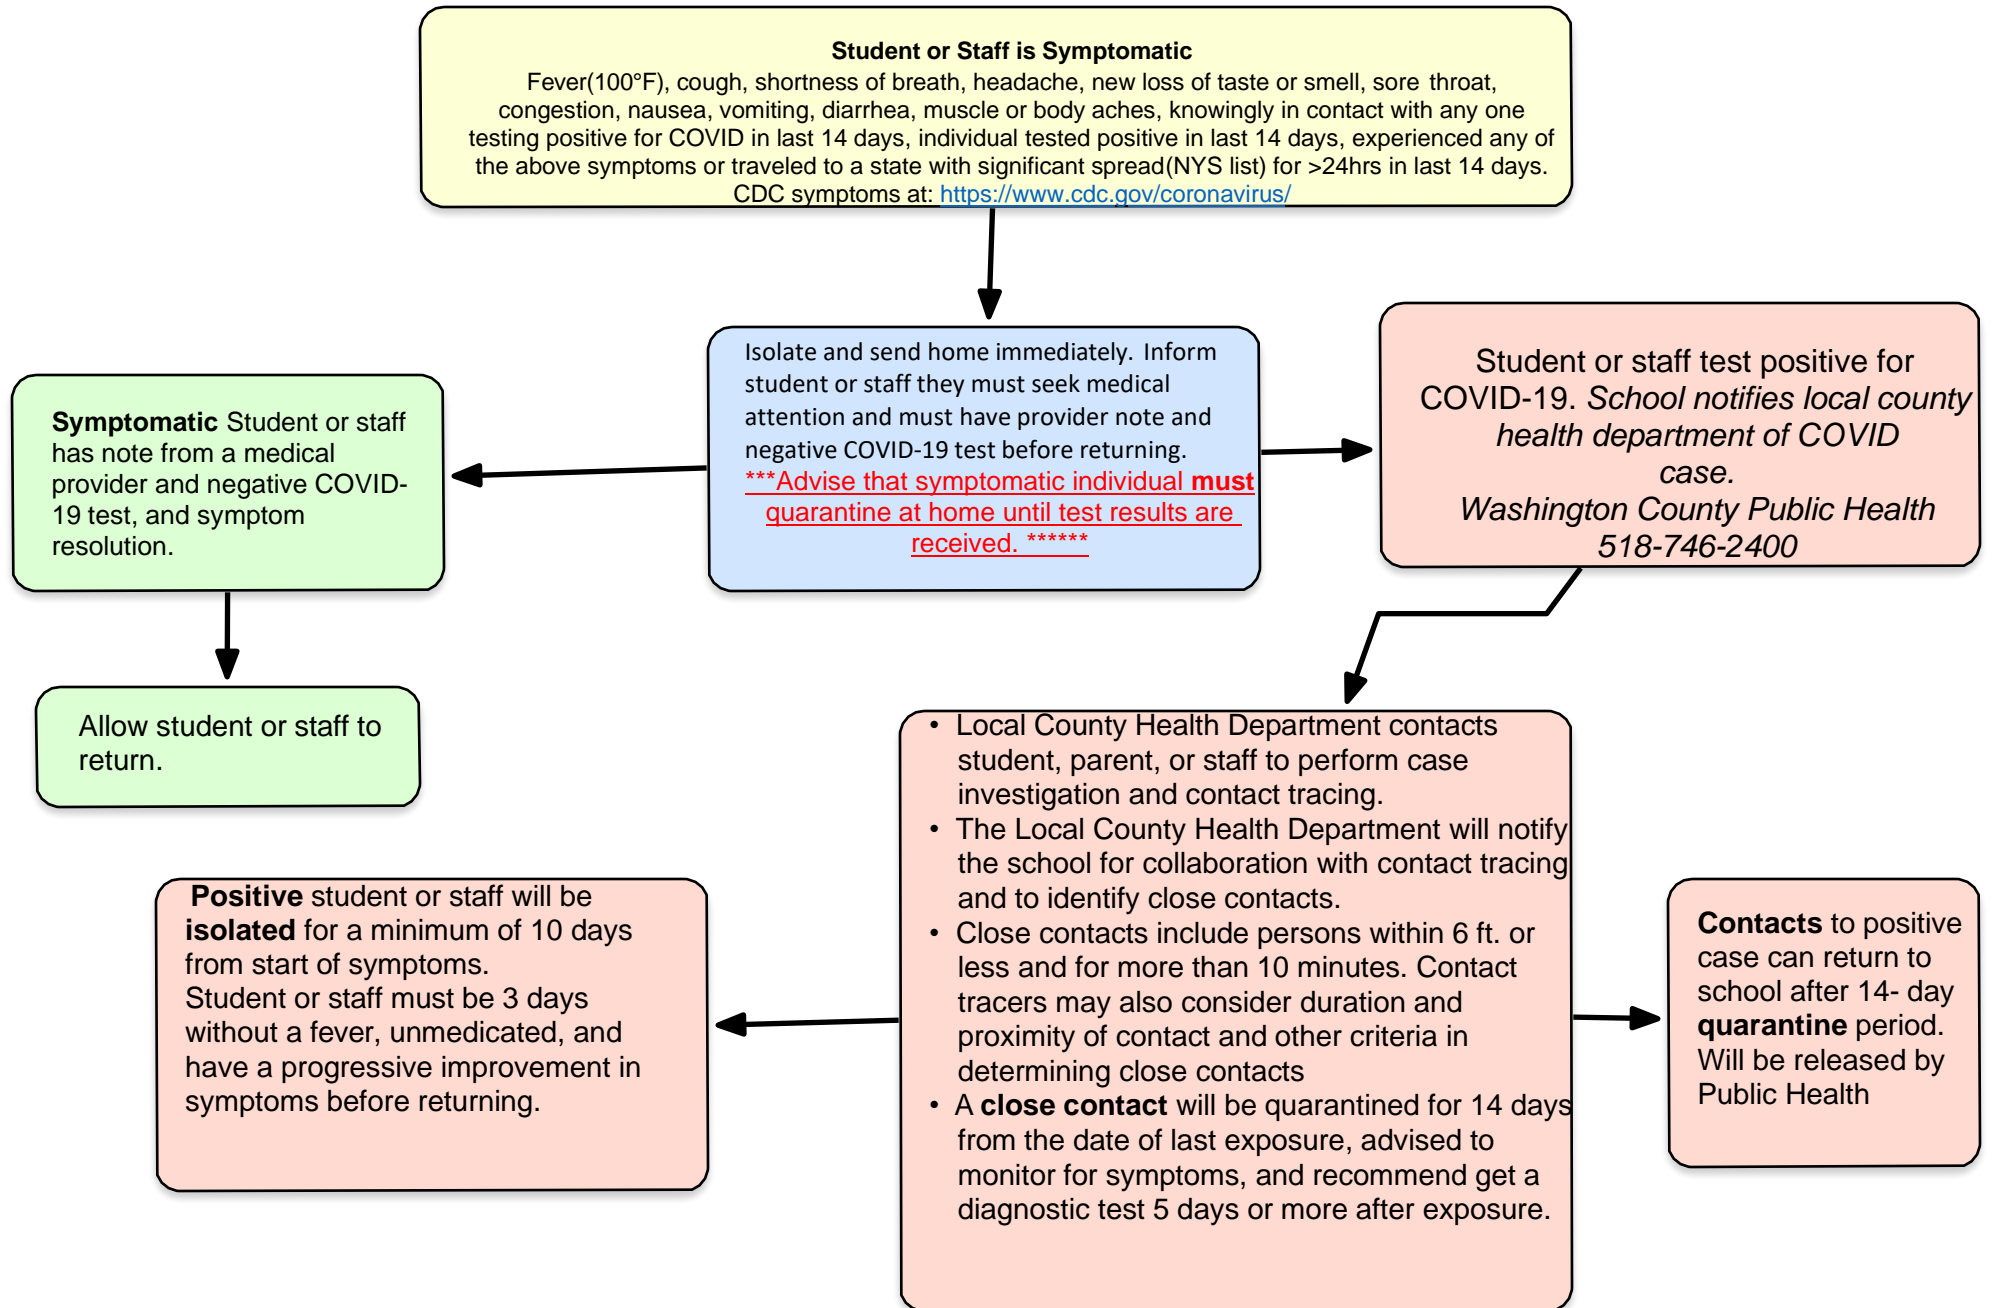 Student or Staff is Symptomatic
Fever(100°F), cough, shortness of breath, headache, new loss of taste or smell, sore throat,
congestion, nausea, vomiting, diarrhea, muscle or body aches, knowingly in contact with any one
testing positive for COVID in last 14 days, individual tested positive in last 14 days, experienced any of
the above symptoms or traveled to a state with significant spread(NYS list) for >24hrs in last 14 days.
CDC symptoms at: https://www.cdc.gov/coronavirus/
Isolate and send home immediately. Inform
student or staff they must seek medical
attention and must have provider note and
negative COVID-19 test before returning.
***Advise that symptomatic individual must
quarantine at home until test results are
received. ******
Symptomatic Student or staff
has note from a medical
provider and negative COVID-
19 test, and symptom
resolution.
Allow student or staff to
return.
Student or staff test positive for
COVID-19. School notifies local county
health department of COVID
case.
Washington County Public Health
518-746-2400
• Local County Health Department contacts
student, parent, or staff to perform case
investigation and contact tracing.
• The Local County Health Department will notify
the school for collaboration with contact tracing
and to identify close contacts.
• Close contacts include persons within 6 ft. or
less and for more than 10 minutes. Contact
tracers may also consider duration and
proximity of contact and other criteria in
determining close contacts
• A close contact will be quarantined for 14 days
from the date of last exposure, advised to
monitor for symptoms, and recommend get a
diagnostic test 5 days or more after exposure.
Positive student or staff will be
isolated for a minimum of 10 days
from start of symptoms.
Student or staff must be 3 days
without a fever, unmedicated, and
have a progressive improvement in
symptoms before returning.
Contacts to positive
case can return to
school after 14- day
quarantine period.
Will be released by
Public Health